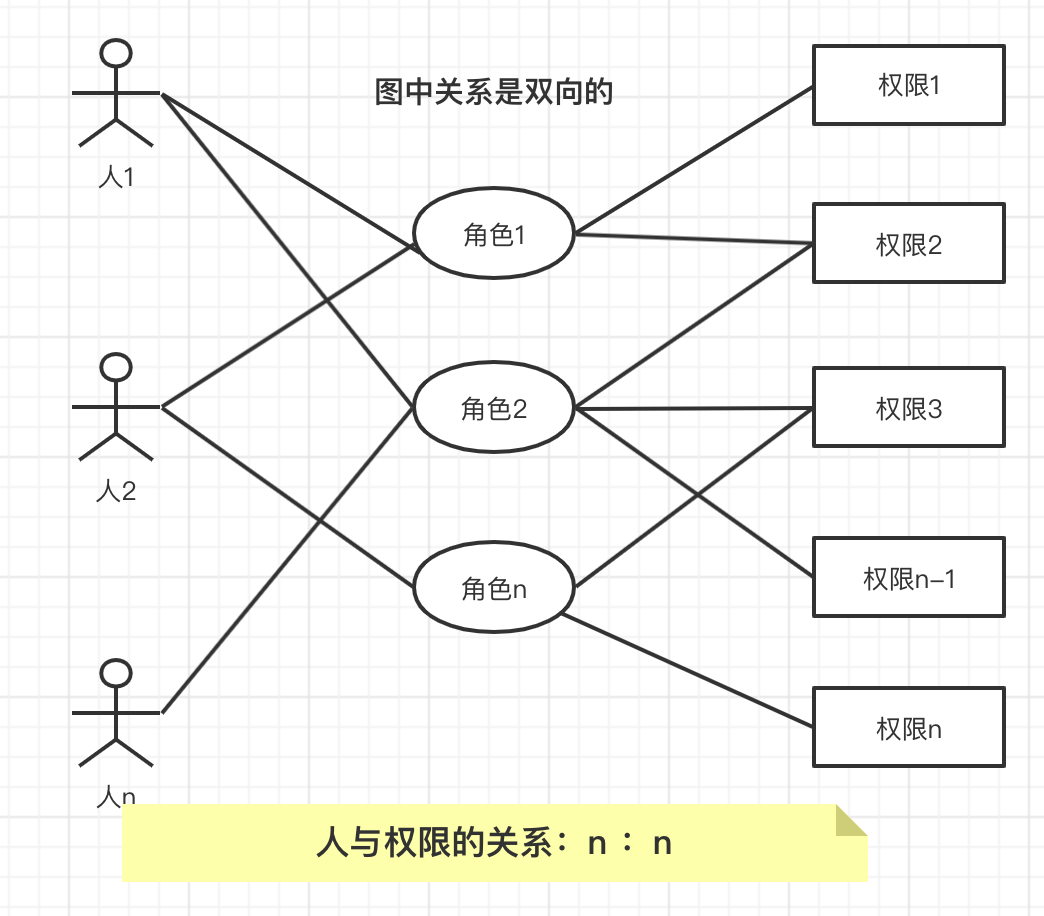 图中关系是双向的
人1
人2
人n
角色1
角色2
角色n
权限1
权限2
权限3
权限n-1
权限n
人与权限的关系：n ：n